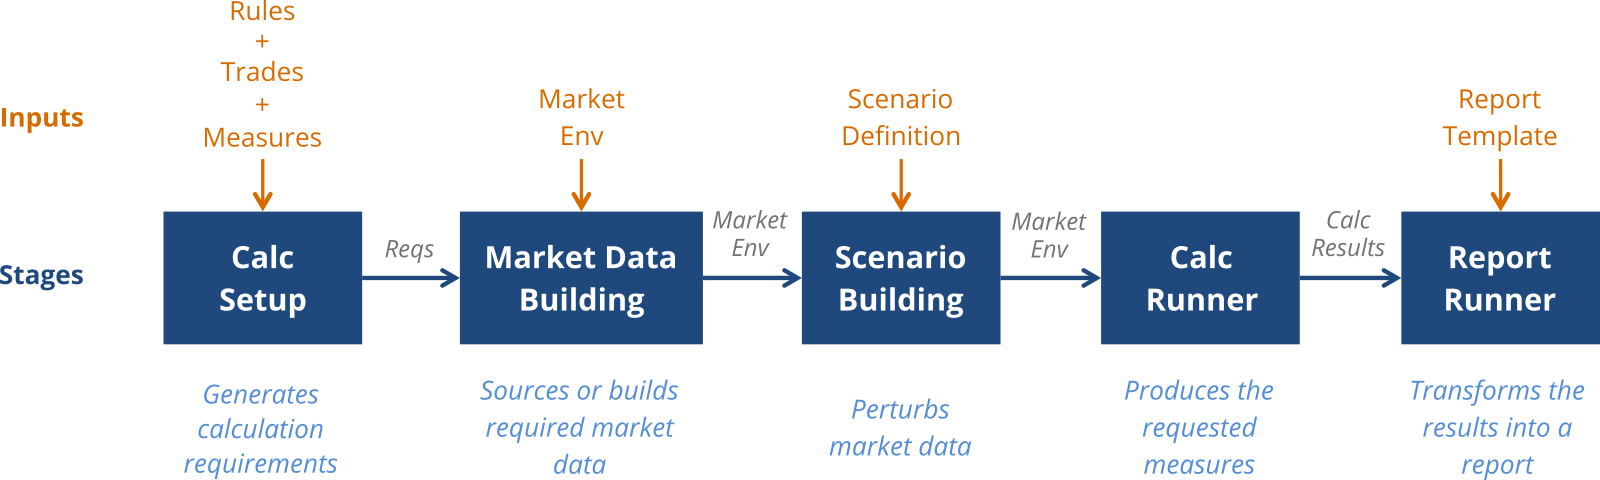 Inputs
Rules
+
Trades
+
Measures
Market
Env
Scenario
Definition
Report
Template
Stages
Calc
Setup
Reqs
Market Data
Building
Market
Env
Scenario
Building
Market
Env
Calc
Runner
Calc
Results
Report
Runner
Generates
calculation
requirements
Sources or builds
required market
data
Perturbs
market data
Produces the
requested
measures
Transforms the
results into a
report